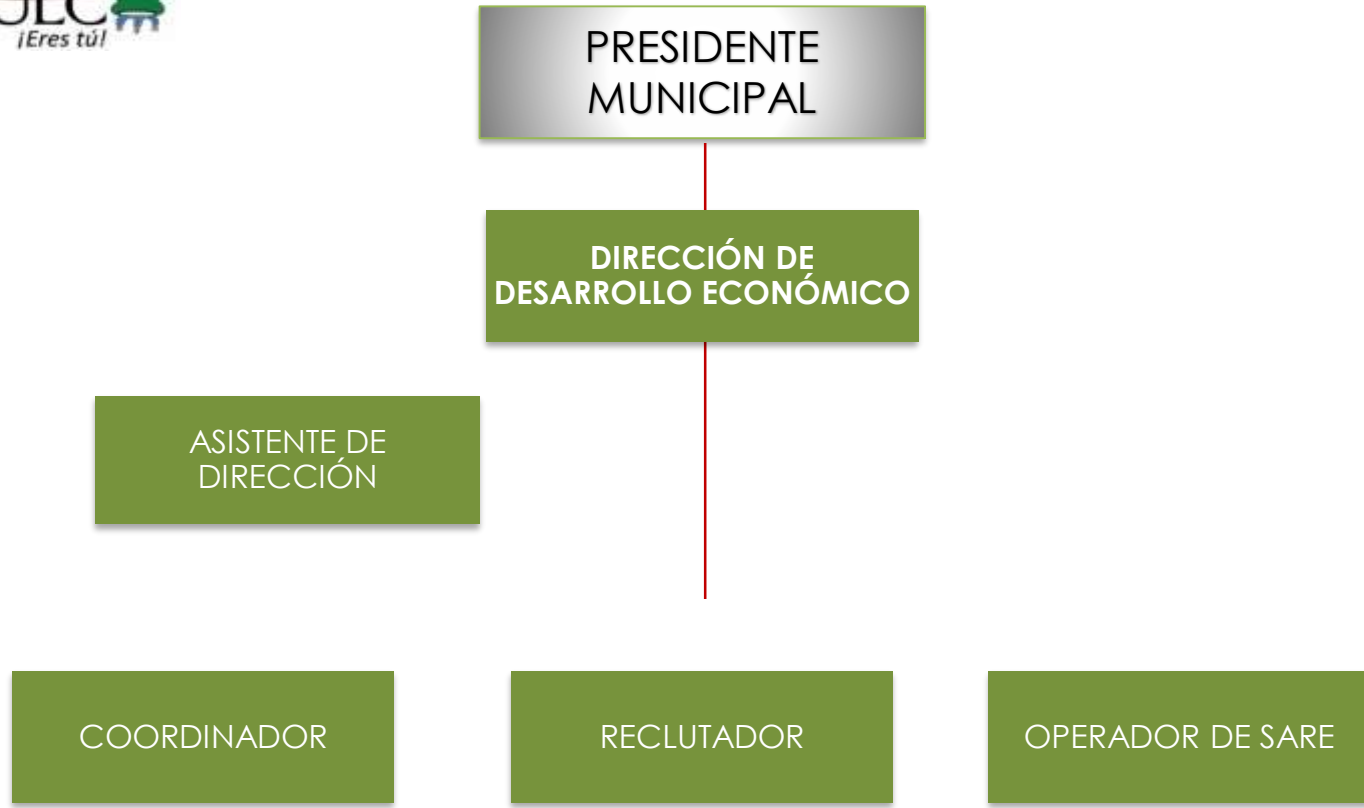 ¡Eres tú!
PRESIDENTE
MUNICIPAL
DIRECCIÓN DE
DESARROLLO ECONÓMICO
ASISTENTE DE
DIRECCIÓN
COORDINADOR
RECLUTADOR
OPERADOR DE SARE